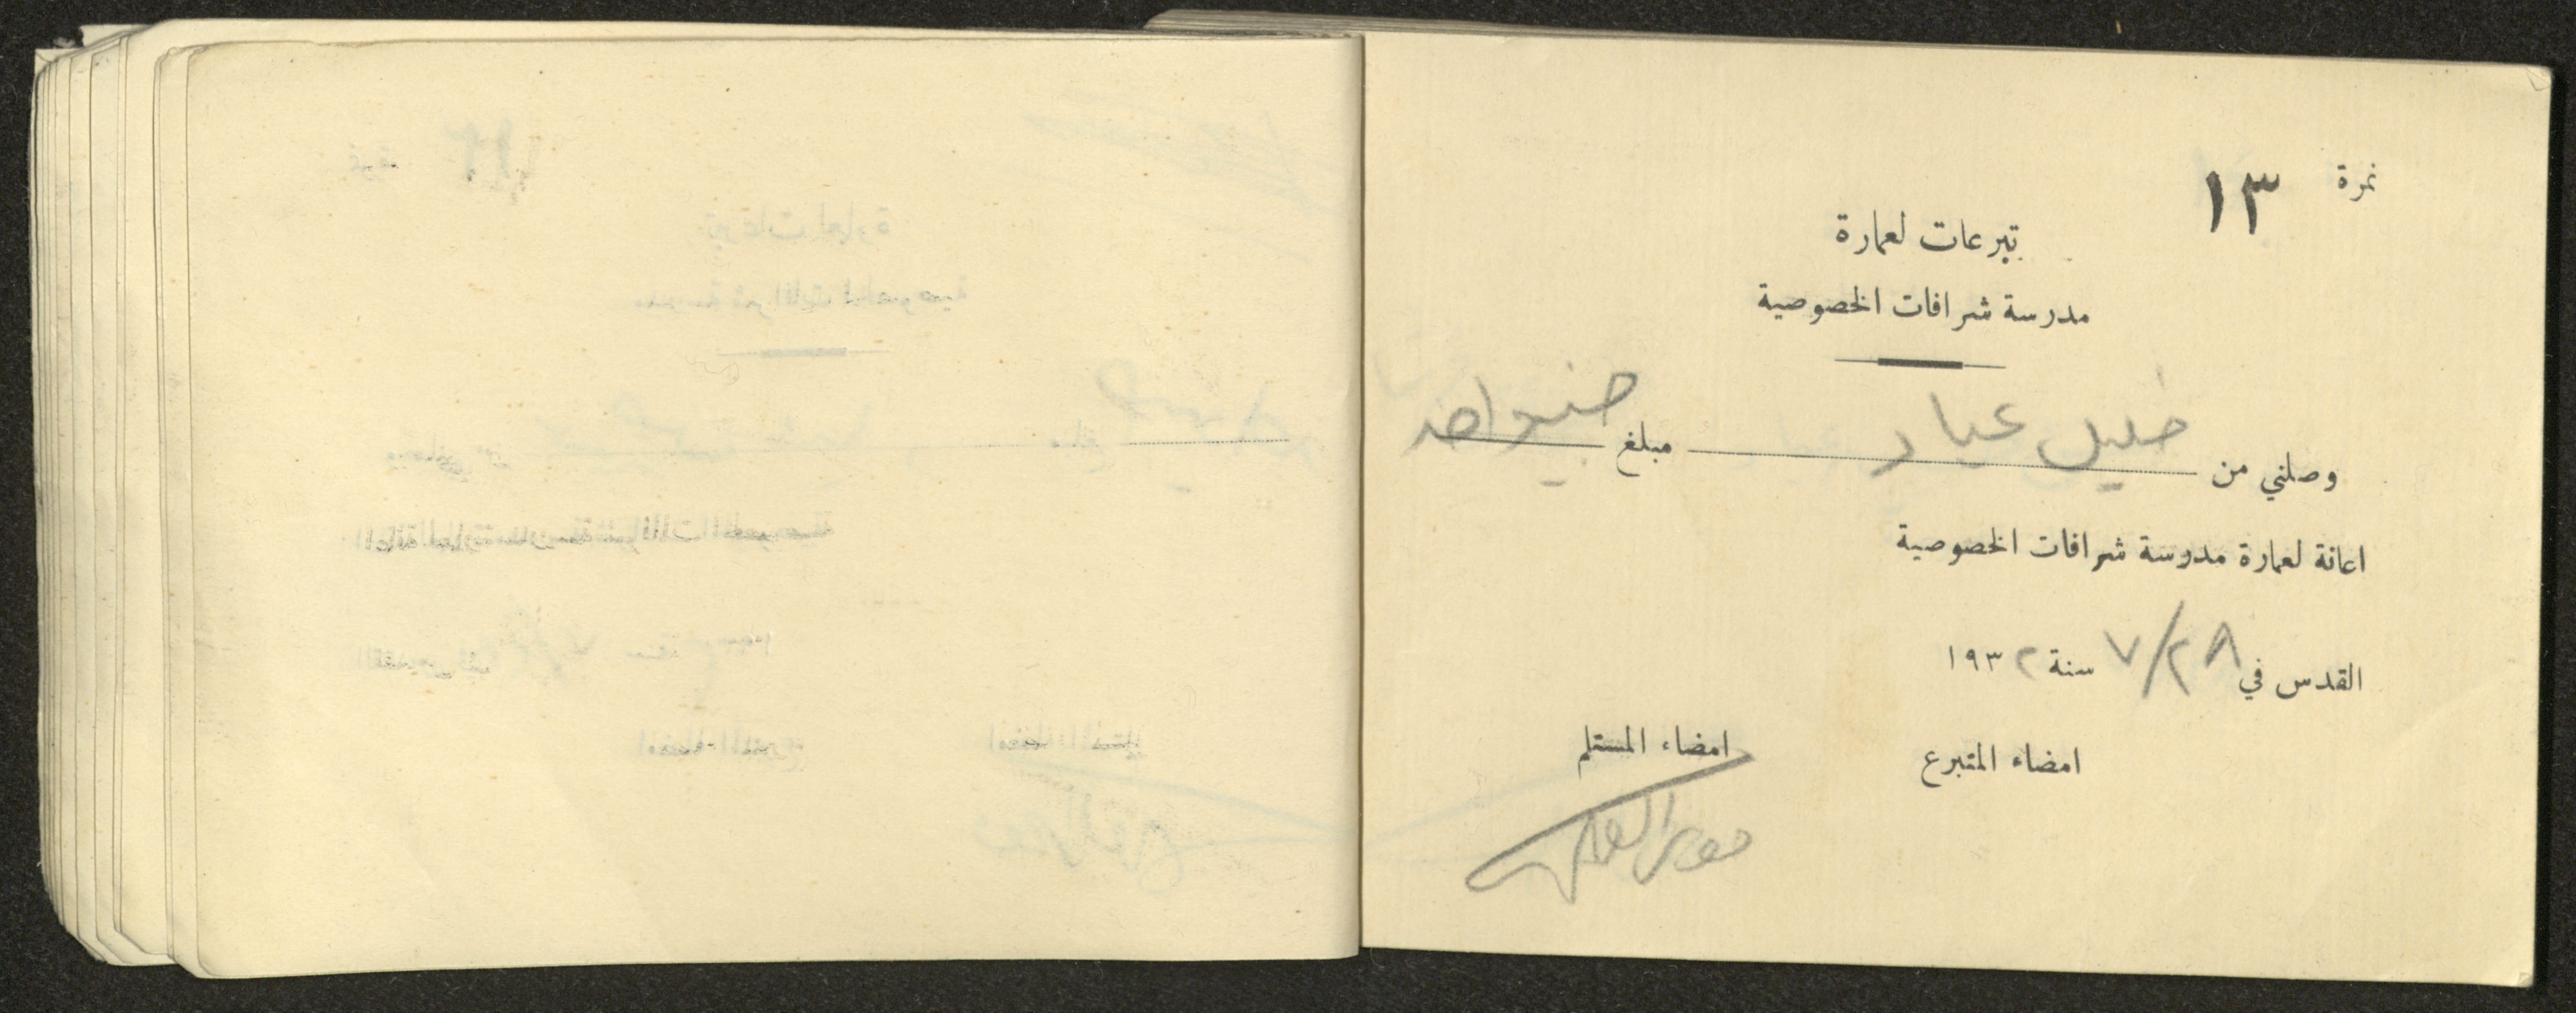 نمرة ١٣
تبرعات لعمارة
مدرسة شرافات الخصوصية
وصلني من خليل عياد مبلغ جنيه واحد
اعانة لعمارة مدرسة شرافات الخصوصية
القدس في ٧/٢٨ سنة ١٩٣٢
امضاء المتبرع امضاء المستلم